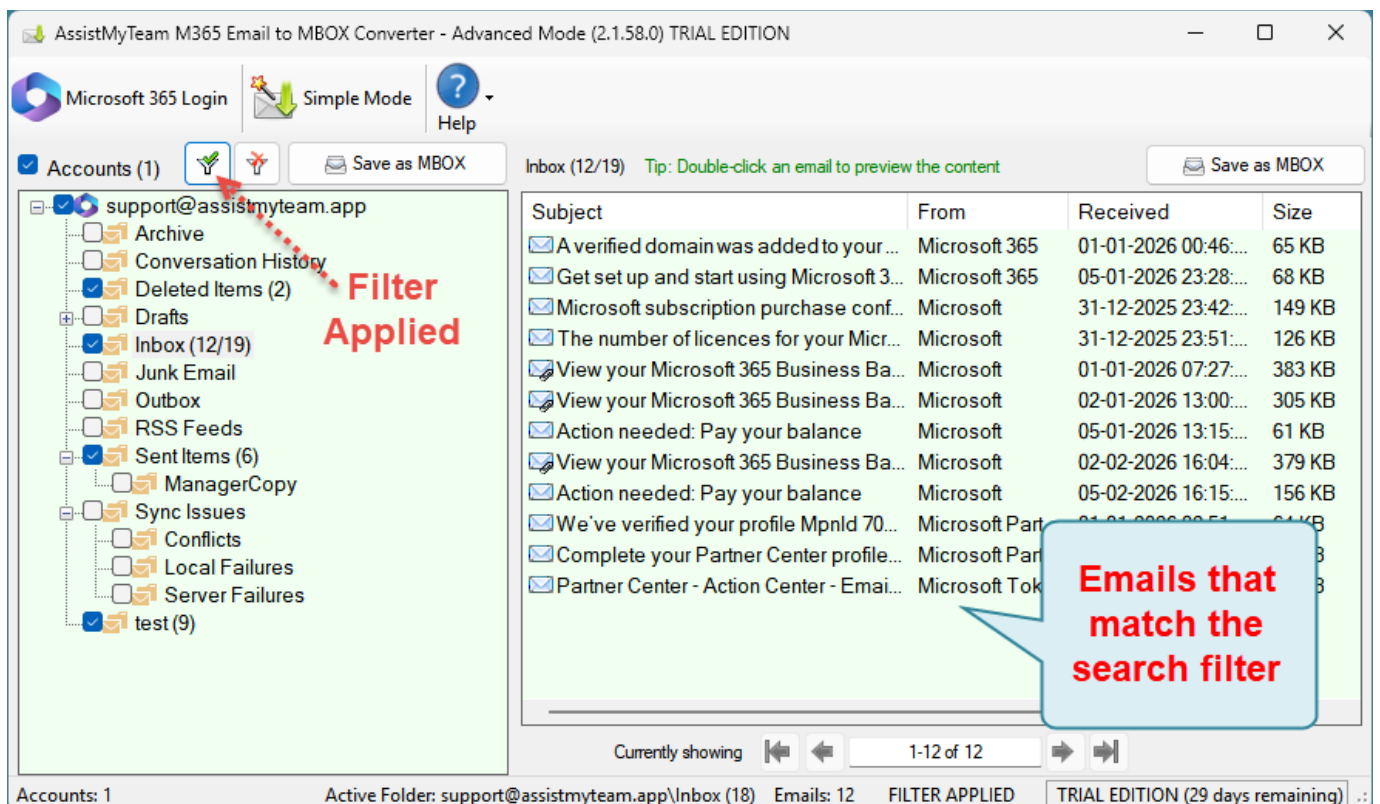 AssistMyTeam M365 Email to MBOX Converter - Advanced Mode (2.1.58.0) TRIAL EDITION
Microsoft 365 Login
Simple Mode
Help
Accounts (1)
Save as MBOX
support@assistmyteam.app
Archive
Conversation History
Deleted Items (2)
Drafts
Inbox (12/19)
Junk Email
Outbox
RSS Feeds
Sent Items (6)
ManagerCopy
Sync Issues
Conflicts
Local Failures
Server Failures
test (9)
Filter
Applied
Inbox (12/19) Tip: Double-click an email to preview the content
Save as MBOX
Subject From Received Size
A verified domain was added to your ... Microsoft 365 01-01-2026 00:46:... 65 KB
Get set up and start using Microsoft 3... Microsoft 365 05-01-2026 23:28:... 68 KB
Microsoft subscription purchase conf... Microsoft 31-12-2025 23:42:... 149 KB
The number of licences for your Micr... Microsoft 31-12-2025 23:51:... 126 KB
View your Microsoft 365 Business Ba... Microsoft 01-01-2026 07:27:... 383 KB
View your Microsoft 365 Business Ba... Microsoft 02-01-2026 13:00:... 305 KB
Action needed: Pay your balance Microsoft 05-01-2026 13:15:... 61 KB
View your Microsoft 365 Business Ba... Microsoft 02-02-2026 16:04:... 379 KB
Action needed: Pay your balance Microsoft 05-02-2026 16:15:... 156 KB
We've verified your profile MpnId 70... Microsoft Part
Complete your Partner Center profile... Microsoft Part
Partner Center - Action Center - Emai... Microsoft Tok
Emails that
match the
search filter
Currently showing 1-12 of 12
Accounts: 1 Active Folder: support@assistmyteam.app\Inbox (18) Emails: 12 FILTER APPLIED TRIAL EDITION (29 days remaining)